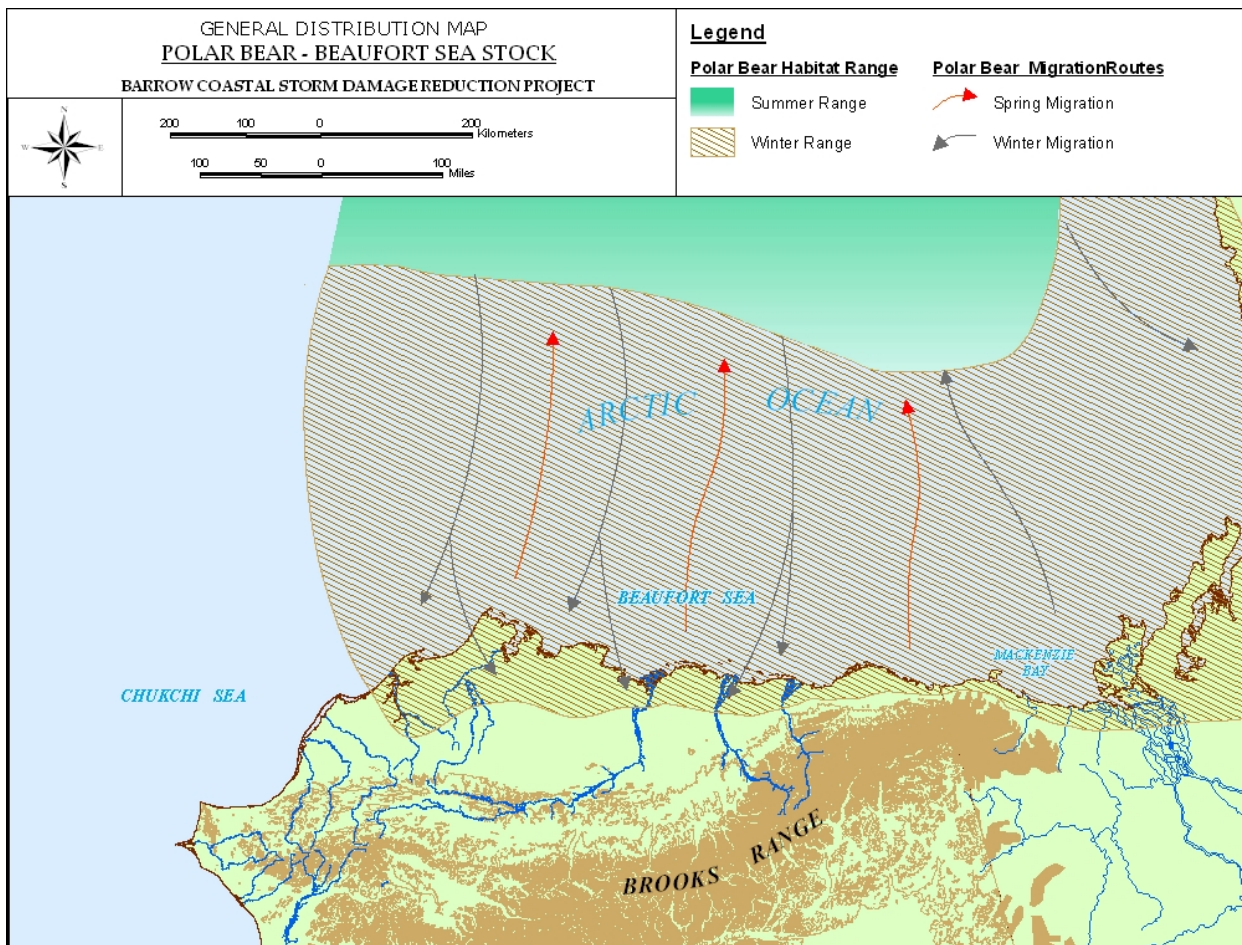 GENERAL DISTRIBUTION MAP
POLAR BEAR - BEAUFORT SEA STOCK
BARROW COASTAL STORM DAMAGE REDUCTION PROJECT
N
W
E
S
200 100 0 200
Kilometers
100 50 0 100
Miles
Legend
Polar Bear Habitat Range
Summer Range
Winter Range
Polar Bear MigrationRoutes
Spring Migration
Winter Migration
ARCTIC OCEAN
BEAUFORT SEA
MACKENZIE
BAY
CHUKCHI SEA
BROOKS RANGE